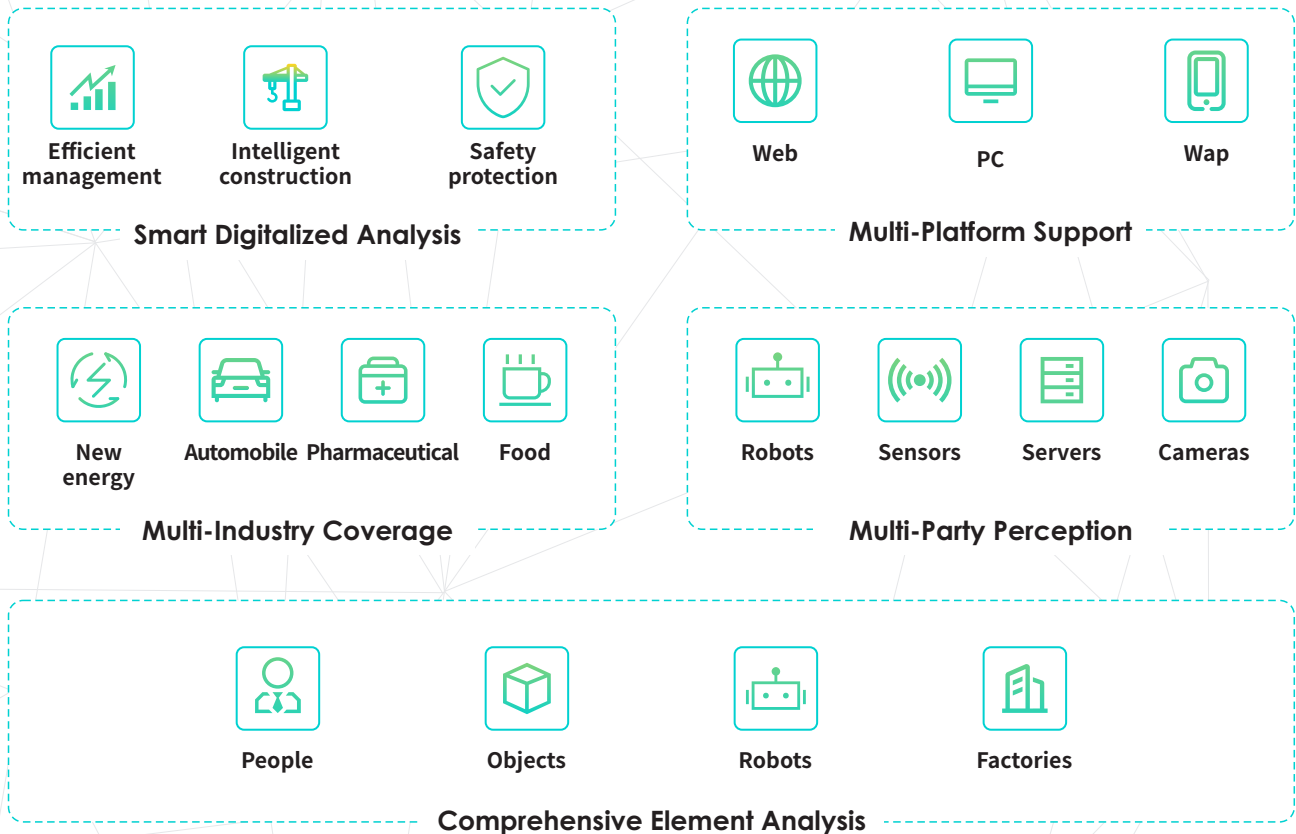 Efficient
management
Intelligent
construction
Safety
protection
Smart Digitalized Analysis
Web
PC
Wap
Multi-Platform Support
New
energy
Automobile
Pharmaceutical
Food
Multi-Industry Coverage
Robots
Sensors
Servers
Cameras
Multi-Party Perception
People
Objects
Robots
Factories
Comprehensive Element Analysis